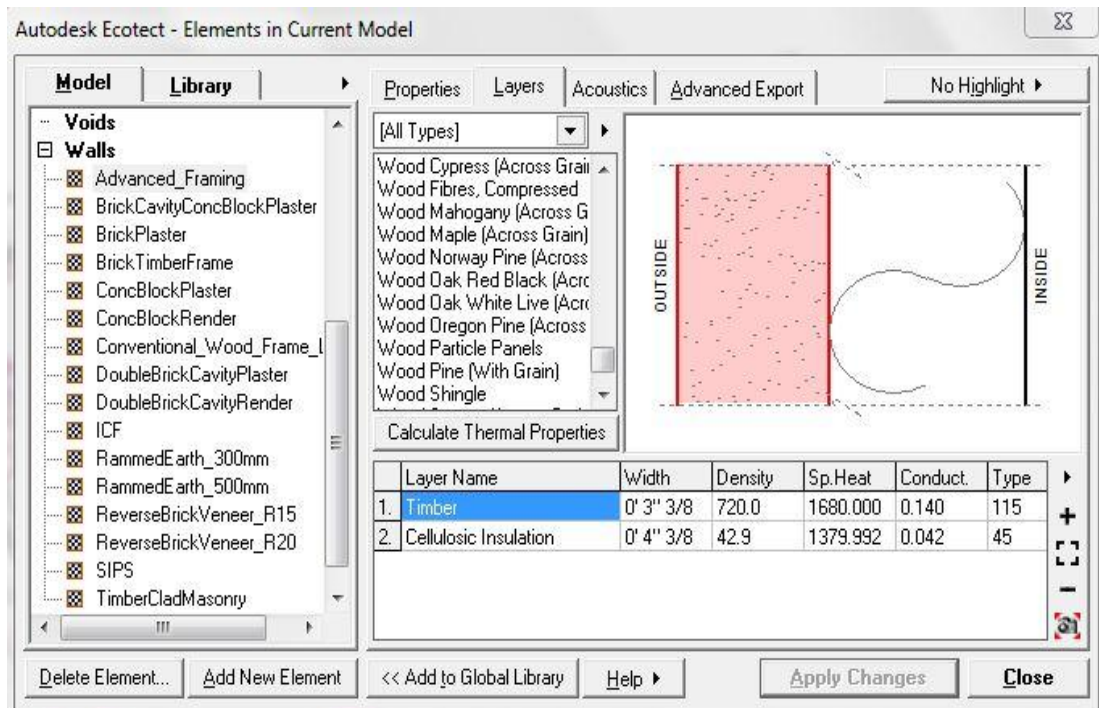 Autodesk Ecotect - Elements in Current Model
Model Library
Voids
Walls
Advanced_Framing
BrickCavityConcBlockPlaster
BrickPlaster
BrickTimberFrame
ConcBlockPlaster
ConcBlockRender
Conventional_Wood_Frame_
DoubleBrickCavityPlaster
DoubleBrickCavityRender
ICF
RammedEarth_300mm
RammedEarth_500mm
ReverseBrickVeneer_R15
ReverseBrickVeneer_R20
SIPS
TimberCladMasonry
Delete Element... Add New Element
Properties Layers Acoustics Advanced Export No Highlight
[All Types]
Wood Cypress (Across Grai
Wood Fibres, Compressed
Wood Mahogany (Across G
Wood Maple (Across Grain)
Wood Norway Pine (Across
Wood Oak Red Black (Acro
Wood Oak White Live (Acro
Wood Oregon Pine (Across
Wood Particle Panels
Wood Pine (With Grain)
Wood Shingle
Calculate Thermal Properties
OUTSIDE
INSIDE
Layer Name Width Density Sp.Heat Conduct. Type
1. Timber 0' 3" 3/8 720.0 1680.000 0.140 115
2. Cellulosic Insulation 0' 4" 3/8 42.9 1379.992 0.042 45
<< Add to Global Library Help Apply Changes Close